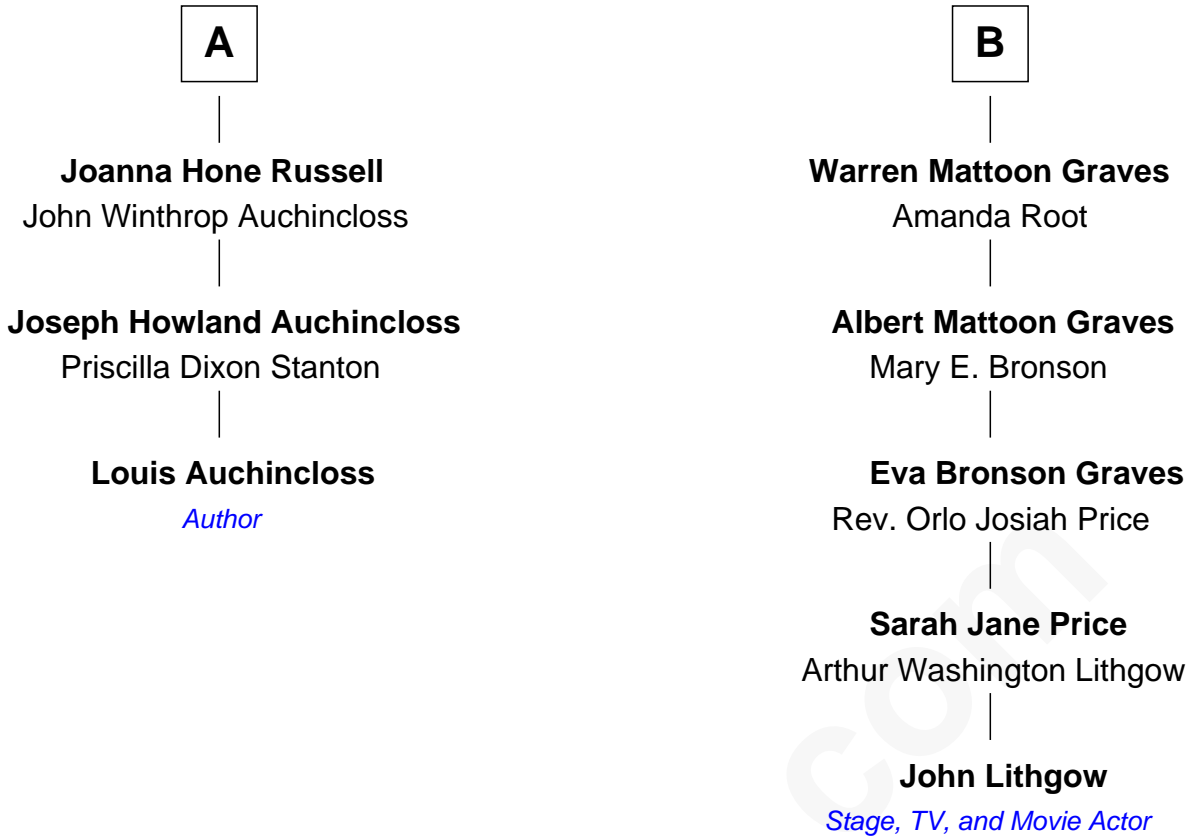 A
Joanna Hone Russell
John Winthrop Auchincloss
Joseph Howland Auchincloss
Priscilla Dixon Stanton
Louis Auchincloss
Author
B
Warren Mattoon Graves
Amanda Root
Albert Mattoon Graves
Mary E. Bronson
Eva Bronson Graves
Rev. Orlo Josiah Price
Sarah Jane Price
Arthur Washington Lithgow
John Lithgow
Stage, TV, and Movie Actor
com